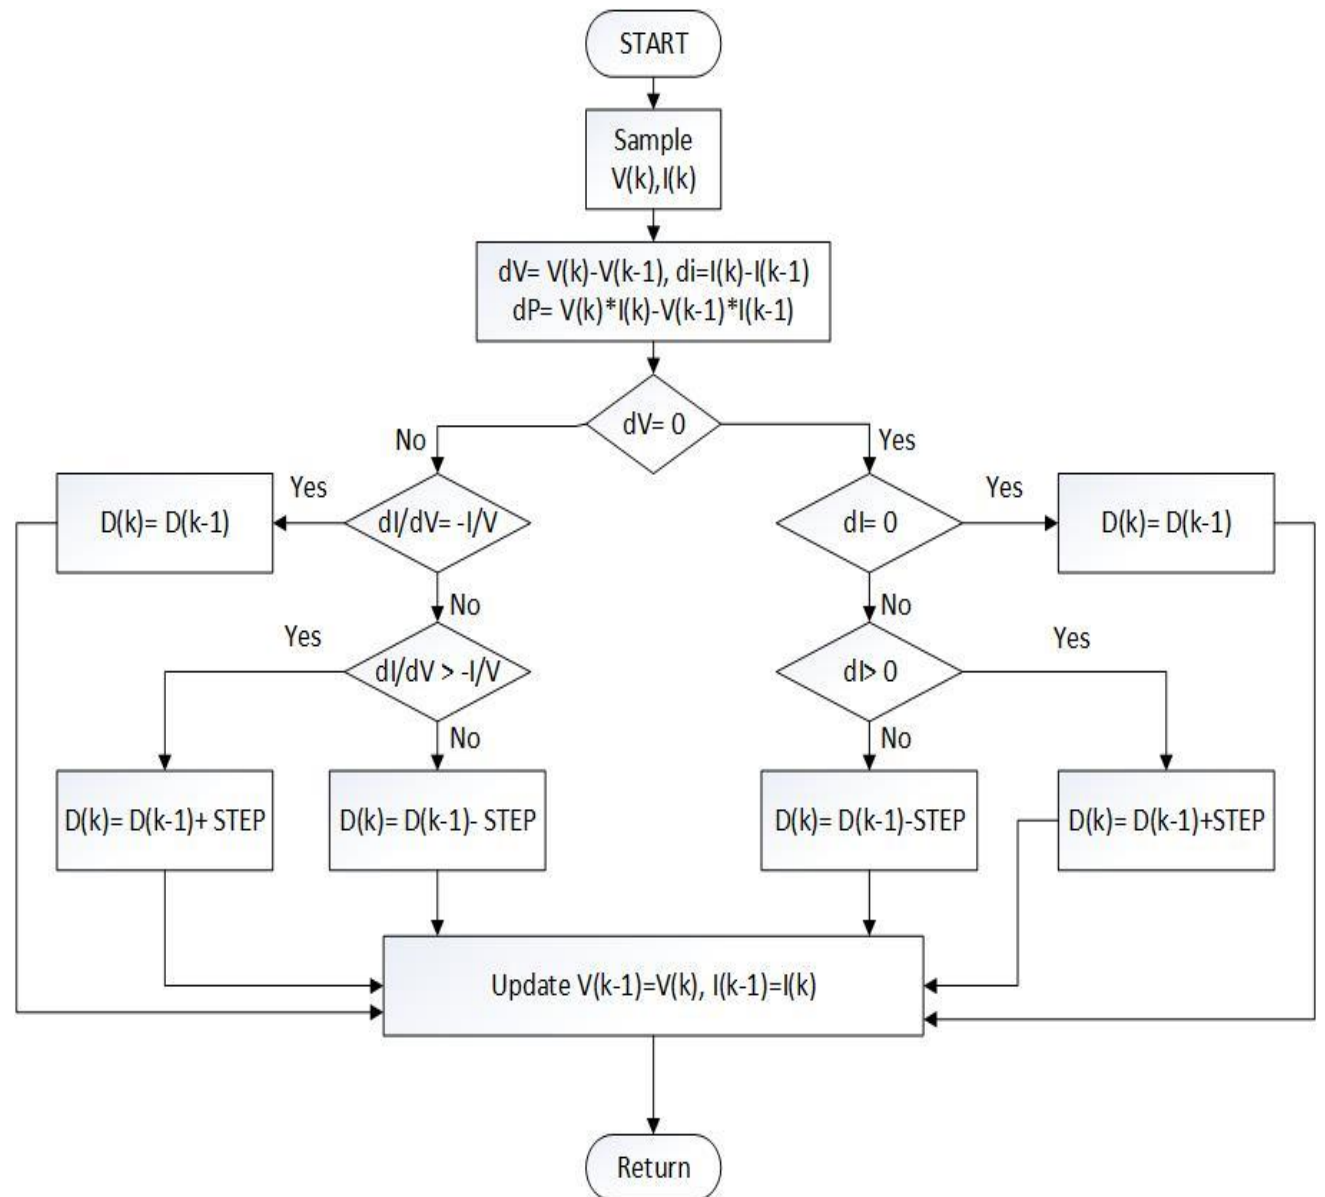 START
Sample
V(k),I(k)
dV= V(k)-V(k-1), di=I(k)-I(k-1)
dP= V(k)*I(k)-V(k-1)*I(k-1)
dV= 0
No
Yes
D(k)= D(k-1)
Yes
dI/dV= -I/V
dI= 0
Yes
D(k)= D(k-1)
No
No
Yes
dI/dV > -I/V
dI> 0
Yes
No
No
D(k)= D(k-1)+ STEP
D(k)= D(k-1)- STEP
D(k)= D(k-1)-STEP
D(k)= D(k-1)+STEP
Update V(k-1)=V(k), I(k-1)=I(k)
Return